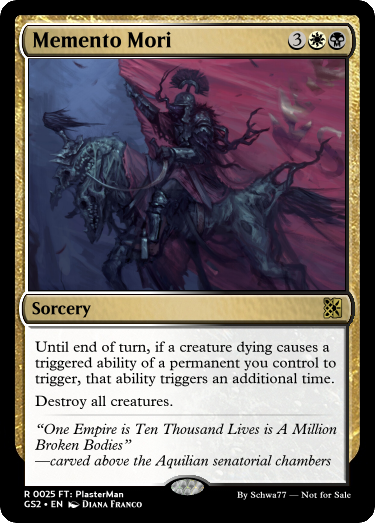 Memento Mori 3
Sorcery
Until end of turn, if a creature dying causes a
triggered ability of a permanent you control to
trigger, that ability triggers an additional time.
Destroy all creatures.
“One Empire is Ten Thousand Lives is A Million
Broken Bodies”
—carved above the Aquilian senatorial chambers
R 0025 FT: PlasterMan
GS2 • EN Diana Franco
By Schwa77 — Not for Sale